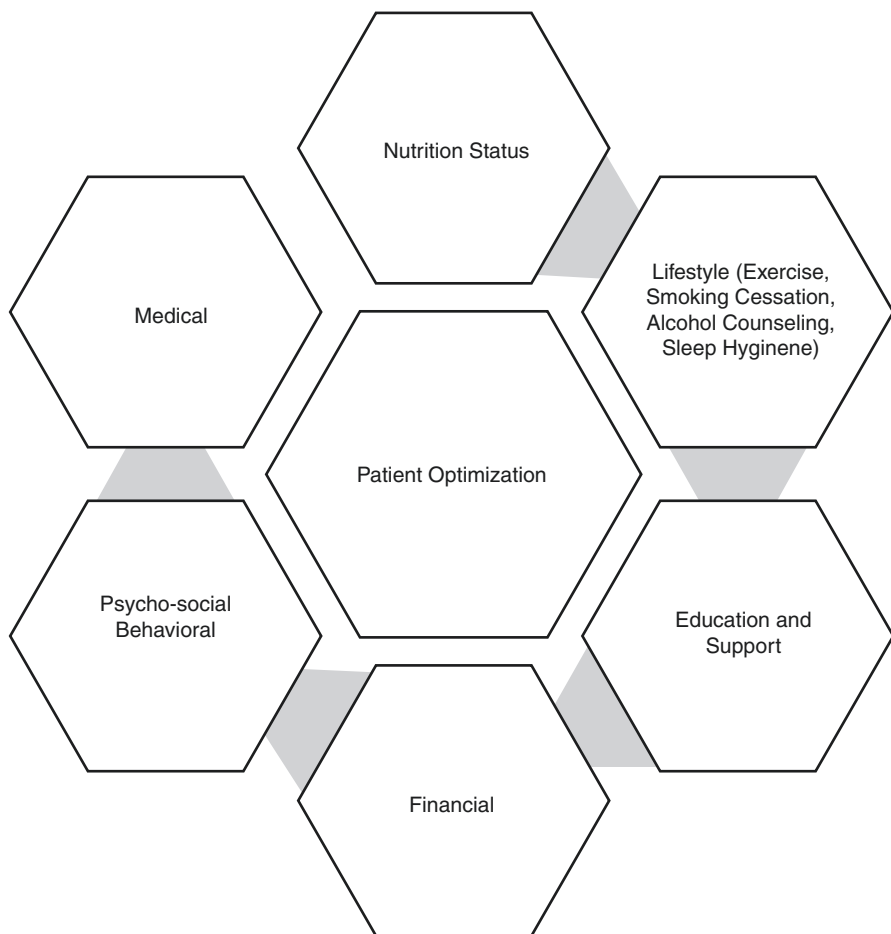 Nutrition Status
Medical
Lifestyle (Exercise,
Smoking Cessation,
Alcohol Counseling,
Sleep Hyginene)
Patient Optimization
Psycho-social
Behavioral
Education and
Support
Financial